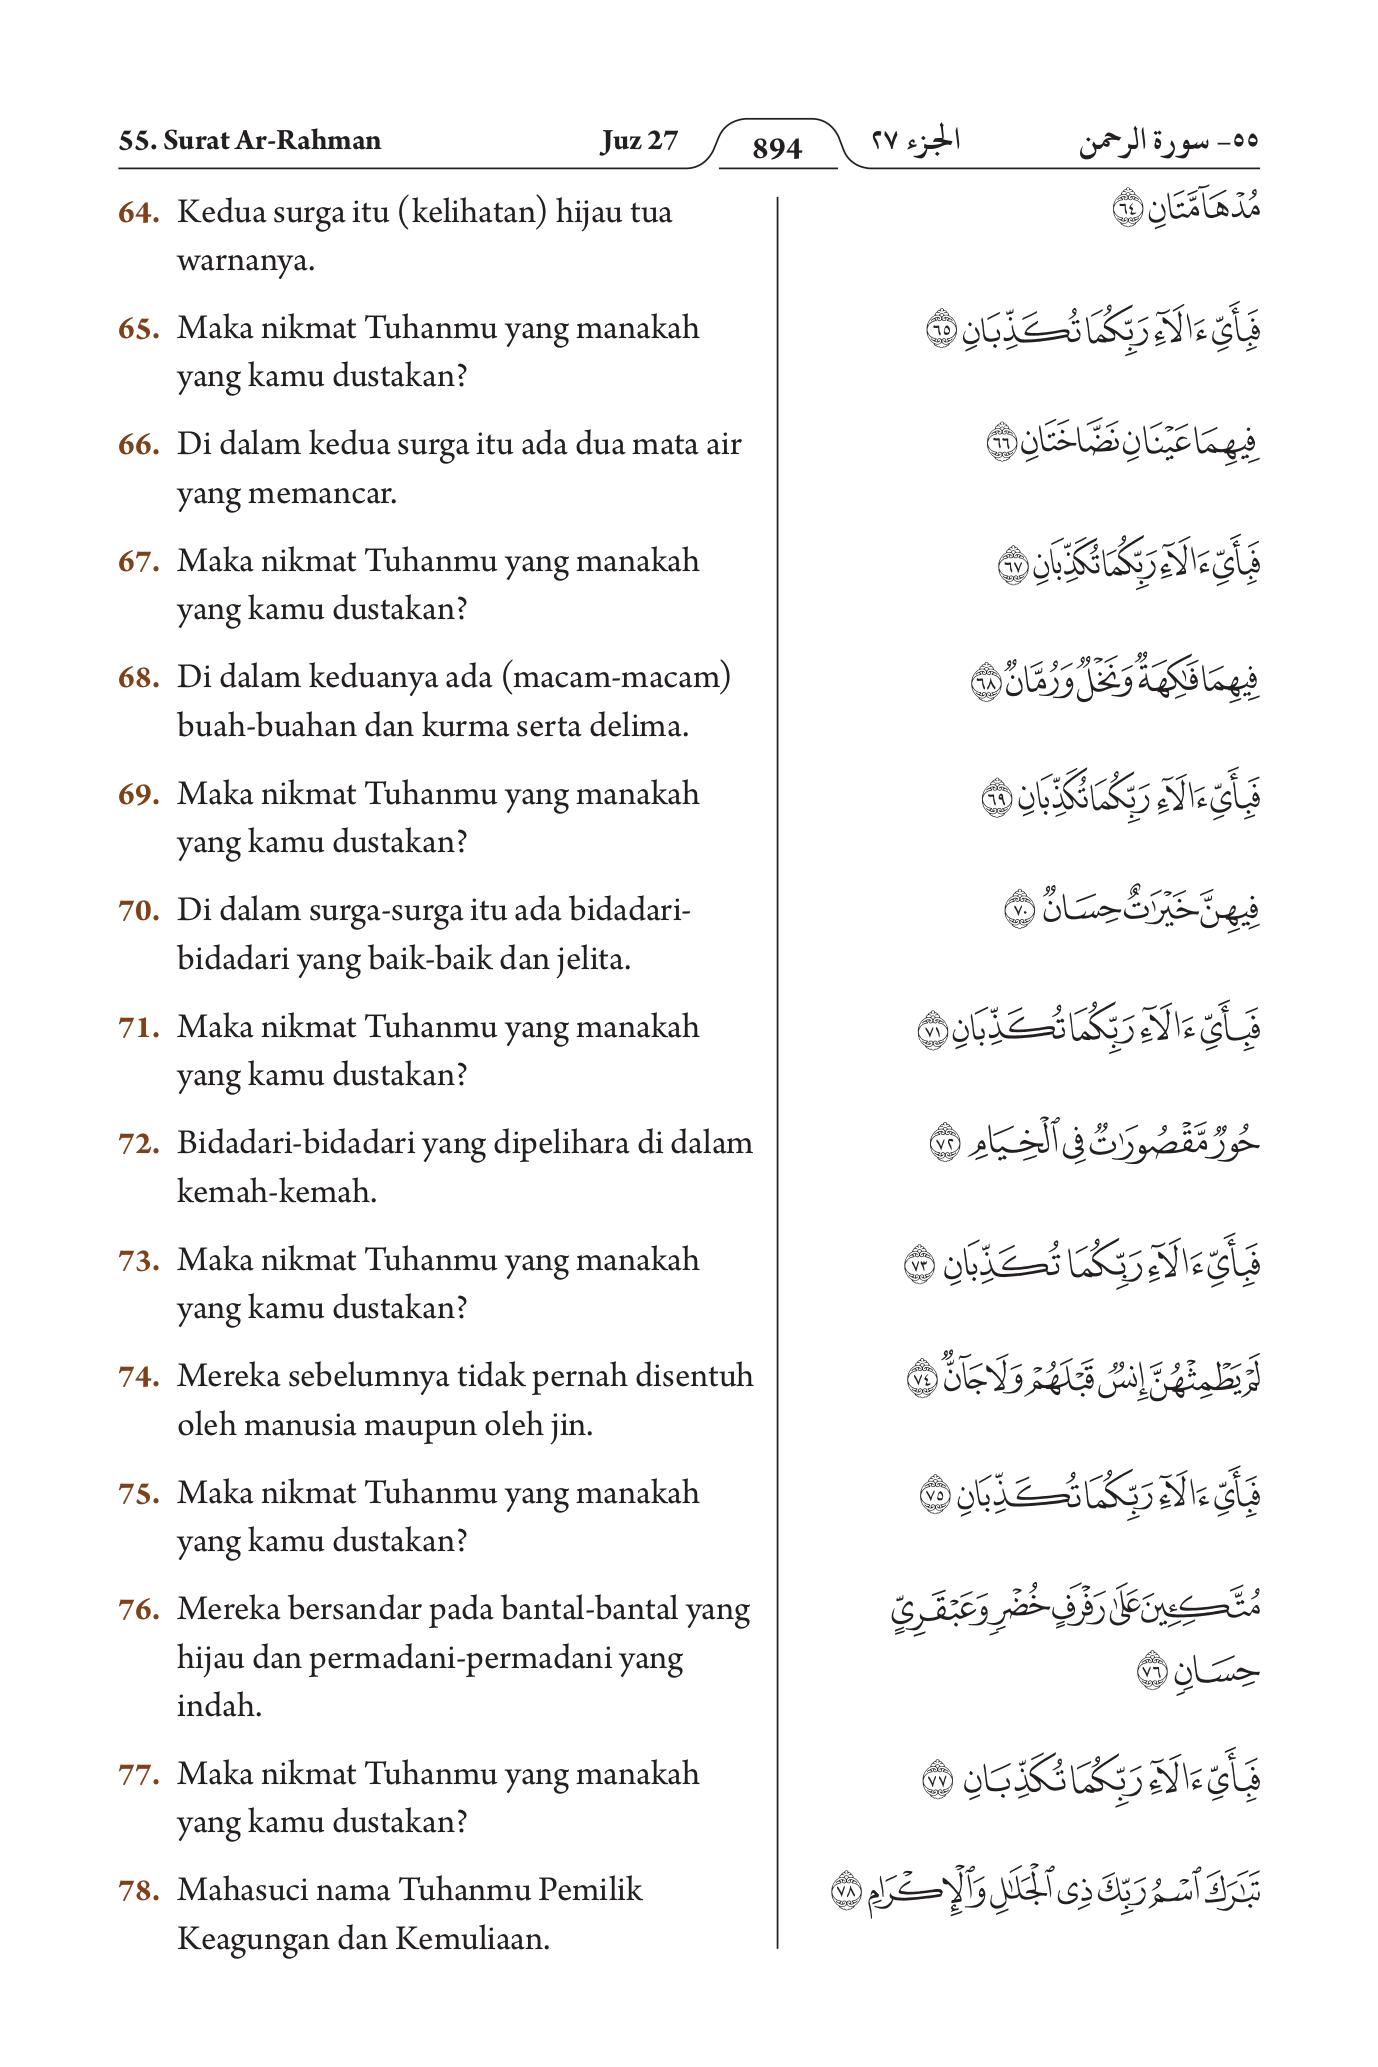 55. Surat Ar-Rahman
Juz 27
894
الجزء ٢٧
٥٥- سورة الرحمن
64. Kedua surga itu (kelihatan) hijau tua
warnanya.
65. Maka nikmat Tuhanmu yang manakah
yang kamu dustakan?
66. Di dalam kedua surga itu ada dua mata air
yang memancar.
67. Maka nikmat Tuhanmu yang manakah
yang kamu dustakan?
68. Di dalam keduanya ada (macam-macam)
buah-buahan dan kurma serta delima.
69. Maka nikmat Tuhanmu yang manakah
yang kamu dustakan?
70. Di dalam surga-surga itu ada bidadari-
bidadari yang baik-baik dan jelita.
71. Maka nikmat Tuhanmu yang manakah
yang kamu dustakan?
72. Bidadari-bidadari yang dipelihara di dalam
kemah-kemah.
73. Maka nikmat Tuhanmu yang manakah
yang kamu dustakan?
74. Mereka sebelumnya tidak pernah disentuh
oleh manusia maupun oleh jin.
75. Maka nikmat Tuhanmu yang manakah
yang kamu dustakan?
76. Mereka bersandar pada bantal-bantal yang
hijau dan permadani-permadani yang
indah.
77. Maka nikmat Tuhanmu yang manakah
yang kamu dustakan?
78. Mahasuci nama Tuhanmu Pemilik
Keagungan dan Kemuliaan.
مُدْهَآمَّتَانِ ٦٤
فَبِأَيِّ ءَالَآءِ رَبِّكُمَا تُكَذِّبَانِ ٦٥
فِيهِمَا عَيْنَانِ نَضَّاخَتَانِ ٦٦
فَبِأَيِّ ءَالَآءِ رَبِّكُمَا تُكَذِّبَانِ ٦٧
فِيهِمَا فَٰكِهَةٌ وَنَخْلٌ وَرُمَّانٌ ٦٨
فَبِأَيِّ ءَالَآءِ رَبِّكُمَا تُكَذِّبَانِ ٦٩
فِيهِنَّ خَيْرَٰتٌ حِسَانٌ ٧٠
فَبِأَيِّ ءَالَآءِ رَبِّكُمَا تُكَذِّبَانِ ٧١
حُورٌ مَّقْصُورَٰتٌ فِى ٱلْخِيَامِ ٧٢
فَبِأَيِّ ءَالَآءِ رَبِّكُمَا تُكَذِّبَانِ ٧٣
لَمْ يَطْمِثْهُنَّ إِنسٌ قَبْلَهُمْ وَلَا جَآنٌّ ٧٤
فَبِأَيِّ ءَالَآءِ رَبِّكُمَا تُكَذِّبَانِ ٧٥
مُتَّكِـِٔينَ عَلَىٰ رَفْرَفٍ خُضْرٍ وَعَبْقَرِيٍّ
حِسَانٍ ٧٦
فَبِأَيِّ ءَالَآءِ رَبِّكُمَا تُكَذِّبَانِ ٧٧
تَبَٰرَكَ ٱسْمُ رَبِّكَ ذِى ٱلْجَلَٰلِ وَٱلْإِكْرَامِ ٧٨